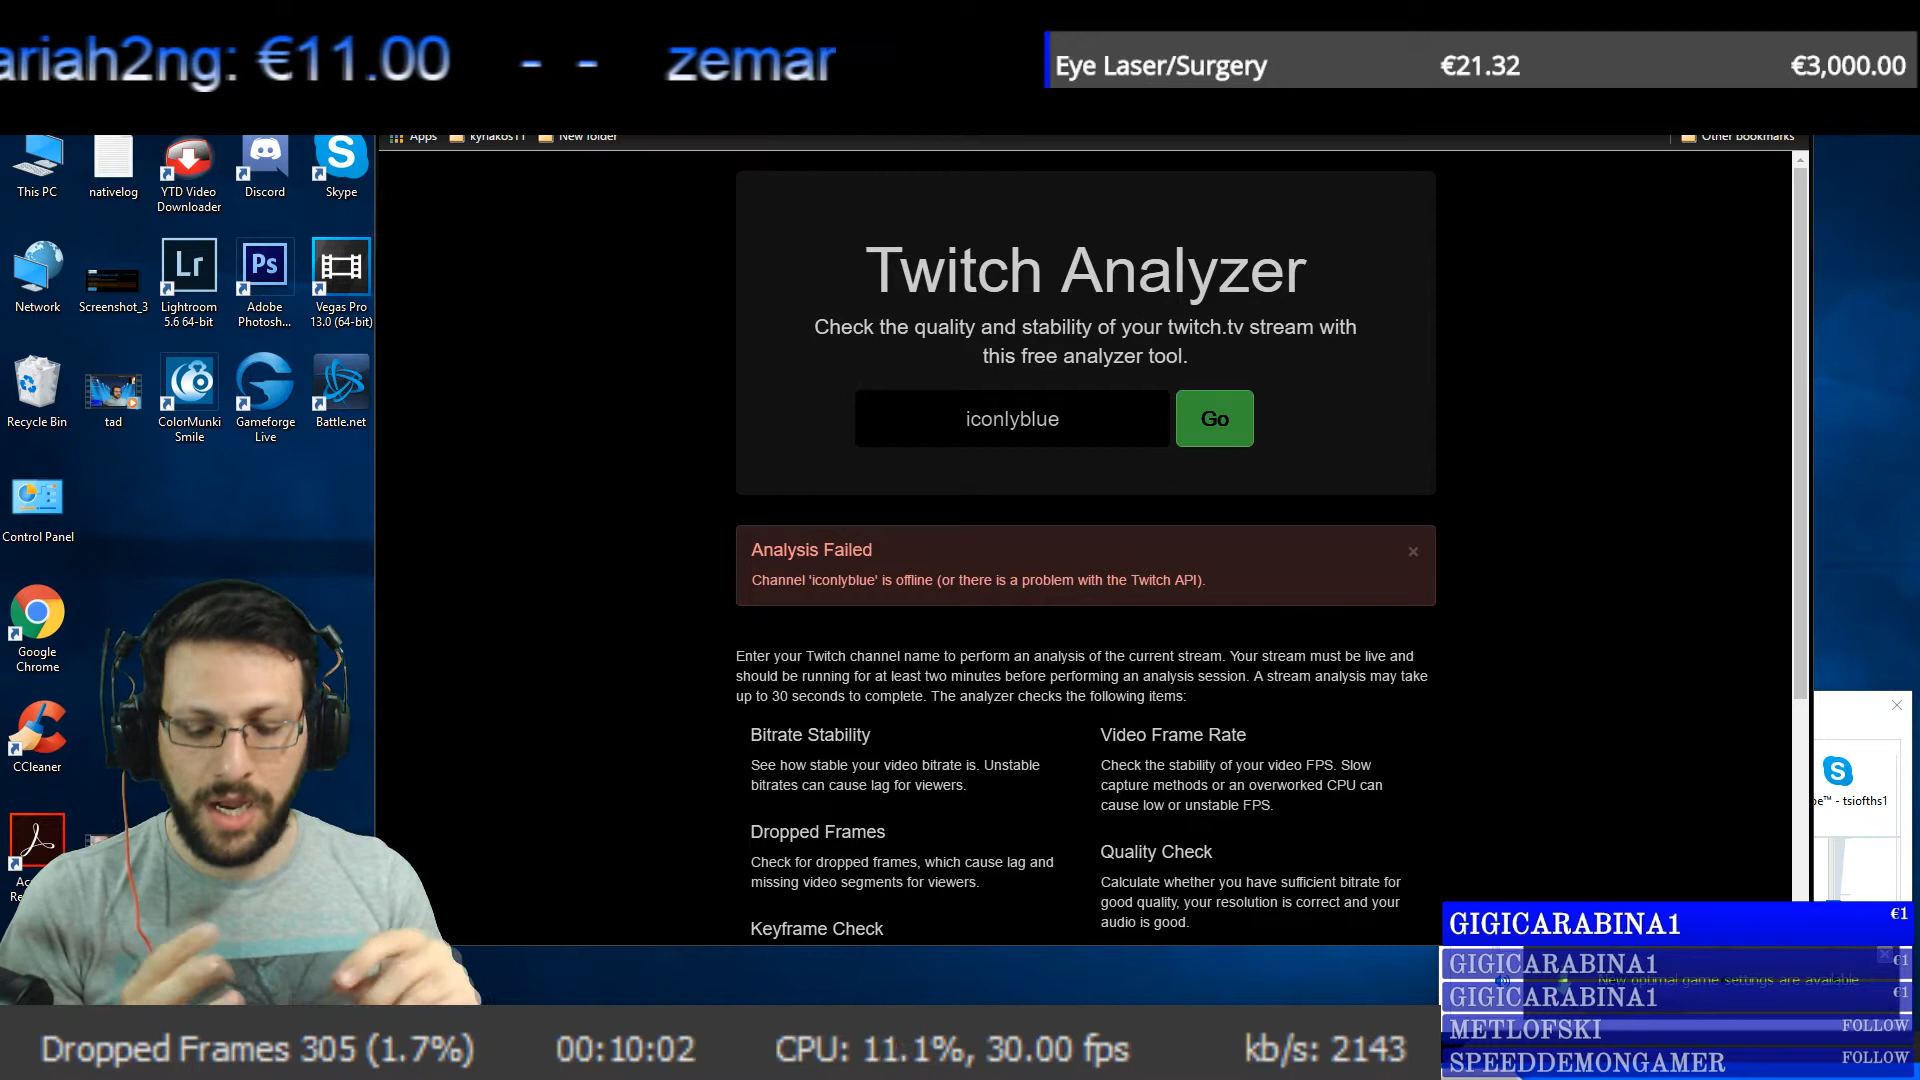 ariah2ng: €11.00 - - zemar
Eye Laser/Surgery €21.32 €3,000.00
Apps kyriakos11 New folder Other bookmarks
This PC
nativelog
YTD Video
Downloader
Discord
Skype
Network
Screenshot_3
Lightroom
5.6 64-bit
Adobe
Photosh...
Vegas Pro
13.0 (64-bit)
Recycle Bin
tad
ColorMunki
Smile
Gameforge
Live
Battle.net
Control Panel
Google
Chrome
CCleaner
Ac
Re
Twitch Analyzer
Check the quality and stability of your twitch.tv stream with
this free analyzer tool.
iconlyblue Go
Analysis Failed ×
Channel 'iconlyblue' is offline (or there is a problem with the Twitch API).
Enter your Twitch channel name to perform an analysis of the current stream. Your stream must be live and
should be running for at least two minutes before performing an analysis session. A stream analysis may take
up to 30 seconds to complete. The analyzer checks the following items:
Bitrate Stability
See how stable your video bitrate is. Unstable
bitrates can cause lag for viewers.
Dropped Frames
Check for dropped frames, which cause lag and
missing video segments for viewers.
Keyframe Check
Video Frame Rate
Check the stability of your video FPS. Slow
capture methods or an overworked CPU can
cause low or unstable FPS.
Quality Check
Calculate whether you have sufficient bitrate for
good quality, your resolution is correct and your
audio is good.
pe™ - tsiofths1
GIGICARABINA1 €1
GIGICARABINA1 €1
New optimal game settings are available
GIGICARABINA1 €1
METLOFSKI FOLLOW
SPEEDDEMONGAMER FOLLOW
Dropped Frames 305 (1.7%) 00:10:02 CPU: 11.1%, 30.00 fps kb/s: 2143